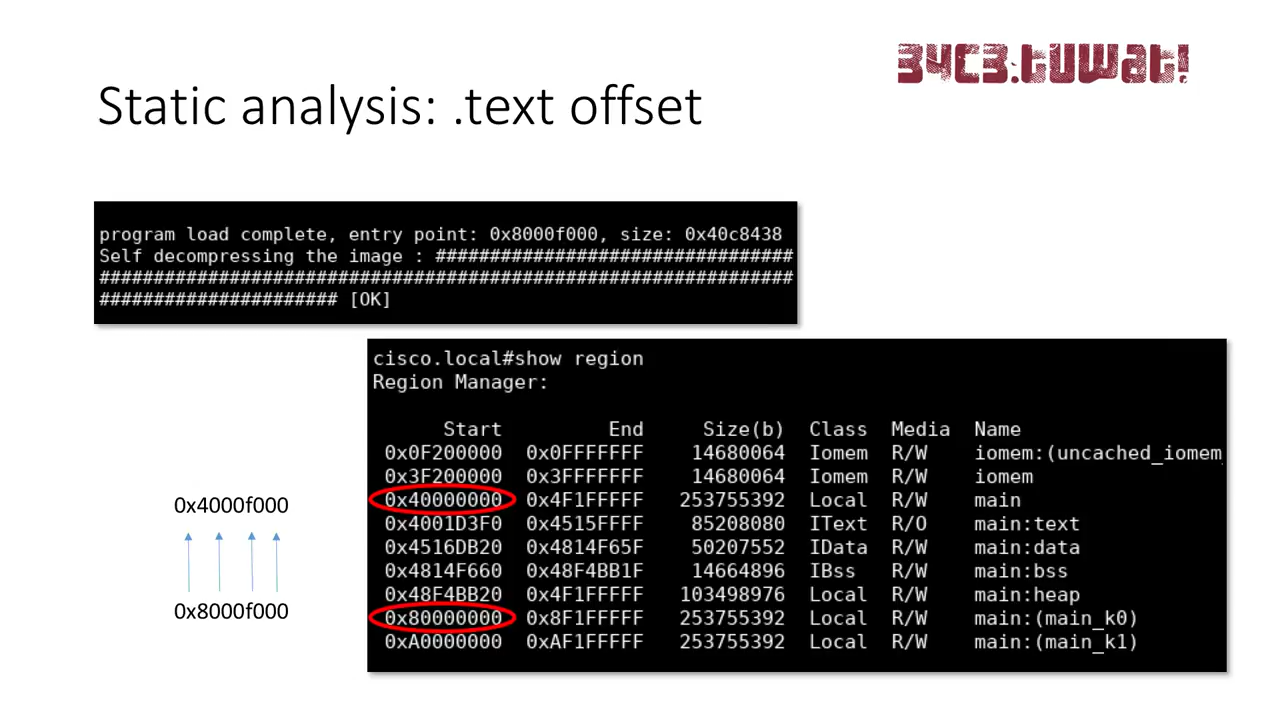 34C3.tuwat!
Static analysis: .text offset
program load complete, entry point: 0x8000f000, size: 0x40c8438
Self decompressing the image : #################################
################################################################
###################### [OK]
cisco.local#show region
Region Manager:
Start End Size(b) Class Media Name
0x0F200000 0x0FFFFFFF 14680064 Iomem R/W iomem:(uncached_iomem
0x3F200000 0x3FFFFFFF 14680064 Iomem R/W iomem
0x40000000 0x4F1FFFFF 253755392 Local R/W main
0x4001D3F0 0x4515FFFF 85208080 IText R/O main:text
0x4516DB20 0x4814F65F 50207552 IData R/W main:data
0x4814F660 0x48F4BB1F 14664896 IBss R/W main:bss
0x48F4BB20 0x4F1FFFFF 103498976 Local R/W main:heap
0x80000000 0x8F1FFFFF 253755392 Local R/W main:(main_k0)
0xA0000000 0xAF1FFFFF 253755392 Local R/W main:(main_k1)
0x4000f000
0x8000f000